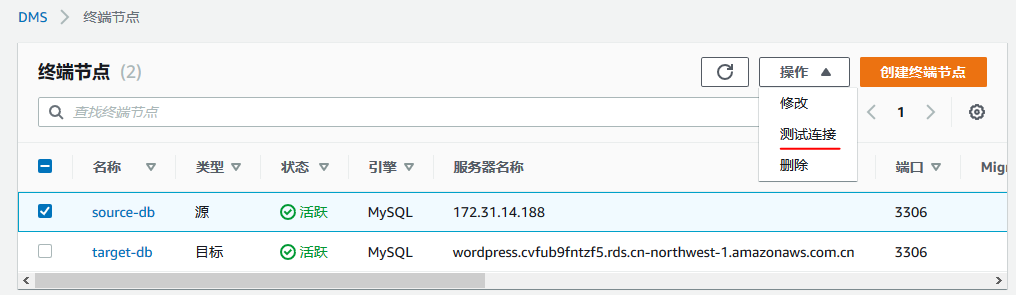 DMS > 终端节点
终端节点 (2) 操作 创建终端节点
修改
查找终端节点 1
测试连接
删除
名称 类型 状态 引擎 服务器名称 端口 Migr
source-db 源 活跃 MySQL 172.31.14.188 3306
target-db 目标 活跃 MySQL wordpress.cvfub9fntzf5.rds.cn-northwest-1.amazonaws.com.cn 3306